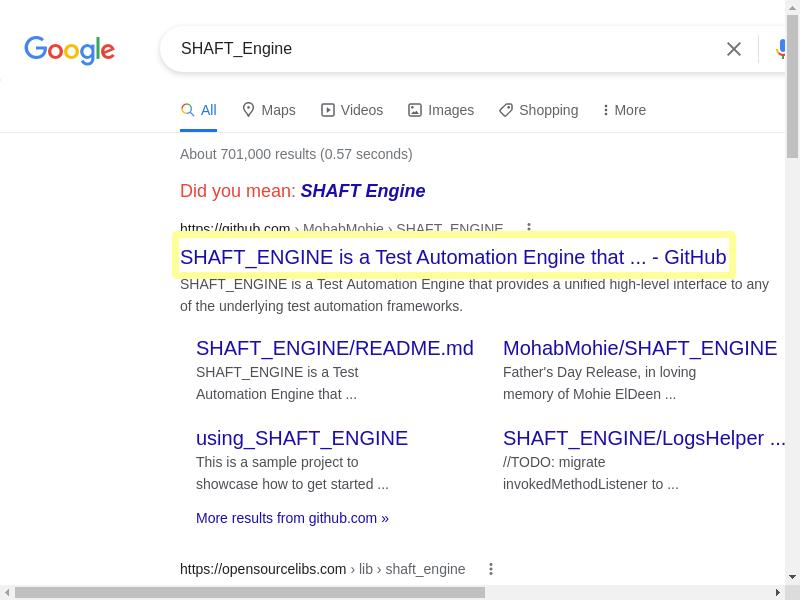 Google
SHAFT_Engine
All Maps Videos Images Shopping More
About 701,000 results (0.57 seconds)
Did you mean: SHAFT Engine
https://github.com › MohabMohie › SHAFT_ENGINE
SHAFT_ENGINE is a Test Automation Engine that ... - GitHub
SHAFT_ENGINE is a Test Automation Engine that provides a unified high-level interface to any
of the underlying test automation frameworks.
SHAFT_ENGINE/README.md
SHAFT_ENGINE is a Test
Automation Engine that ...
MohabMohie/SHAFT_ENGINE
Father's Day Release, in loving
memory of Mohie ElDeen ...
using_SHAFT_ENGINE
This is a sample project to
showcase how to get started ...
SHAFT_ENGINE/LogsHelper ...
//TODO: migrate
invokedMethodListener to ...
More results from github.com »
https://opensourcelibs.com › lib › shaft_engine